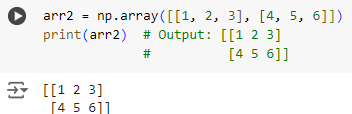 arr2 = np.array([[1, 2, 3], [4, 5, 6]])
print(arr2)  # Output: [[1 2 3]
             #          [4 5 6]]
[[1 2 3]
 [4 5 6]]